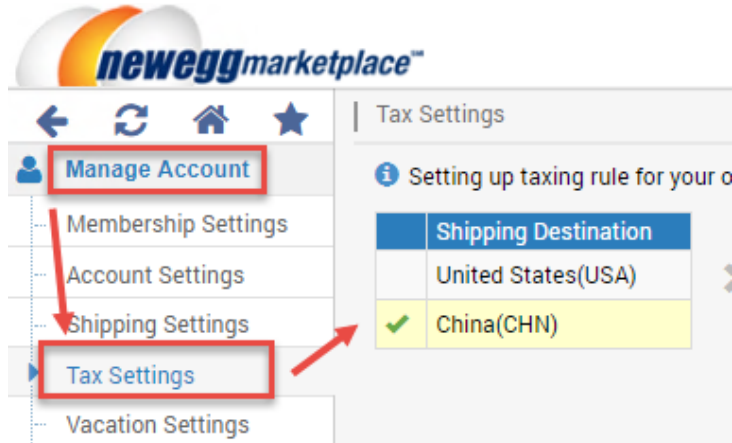 neweggmarketplace™
Tax Settings
Manage Account
Setting up taxing rule for your o
Membership Settings
Shipping Destination
Account Settings
United States(USA)
Shipping Settings
China(CHN)
Tax Settings
Vacation Settings